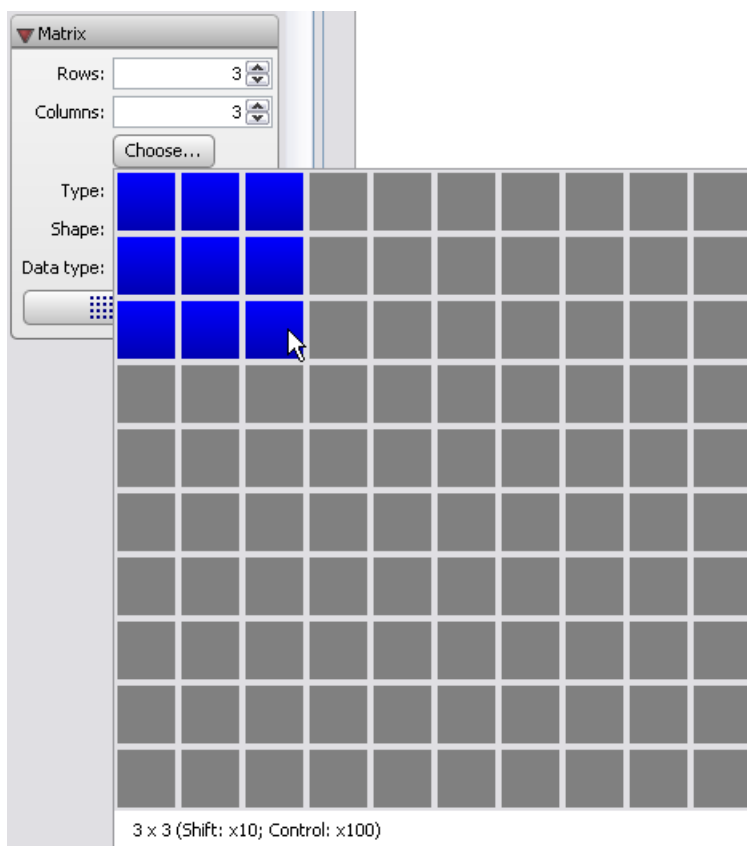 Matrix
Rows: 3
Columns: 3
Choose...
Type:
Shape:
Data type:
3 x 3 (Shift: x10; Control: x100)